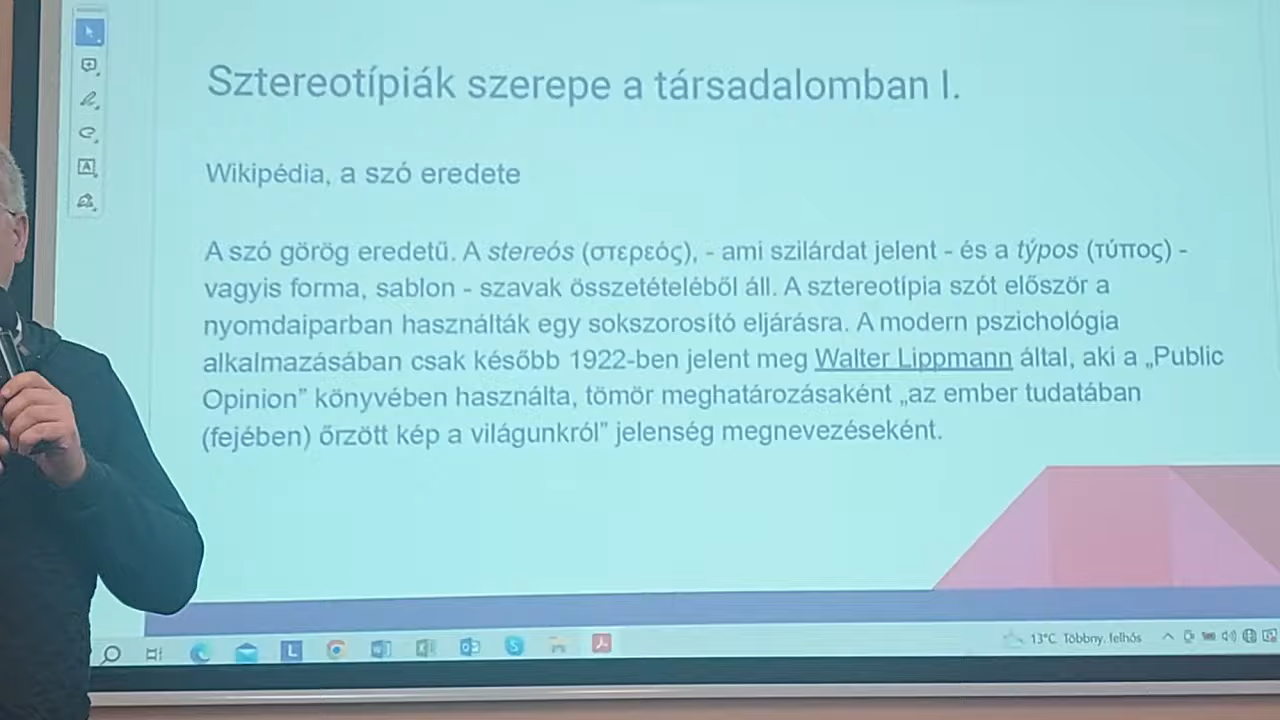 Sztereotípiák szerepe a társadalomban I.
Wikipédia, a szó eredete
A szó görög eredetű. A stereós (στερεός), - ami szilárdat jelent - és a týpos (τύπος) -
vagyis forma, sablon - szavak összetételéből áll. A sztereotípia szót először a
nyomdaiparban használták egy sokszorosító eljárásra. A modern pszichológia
alkalmazásában csak később 1922-ben jelent meg Walter Lippmann által, aki a „Public
Opinion” könyvében használta, tömör meghatározásaként „az ember tudatában
(fejében) őrzött kép a világunkról” jelenség megnevezéseként.
13°C Többny. felhős